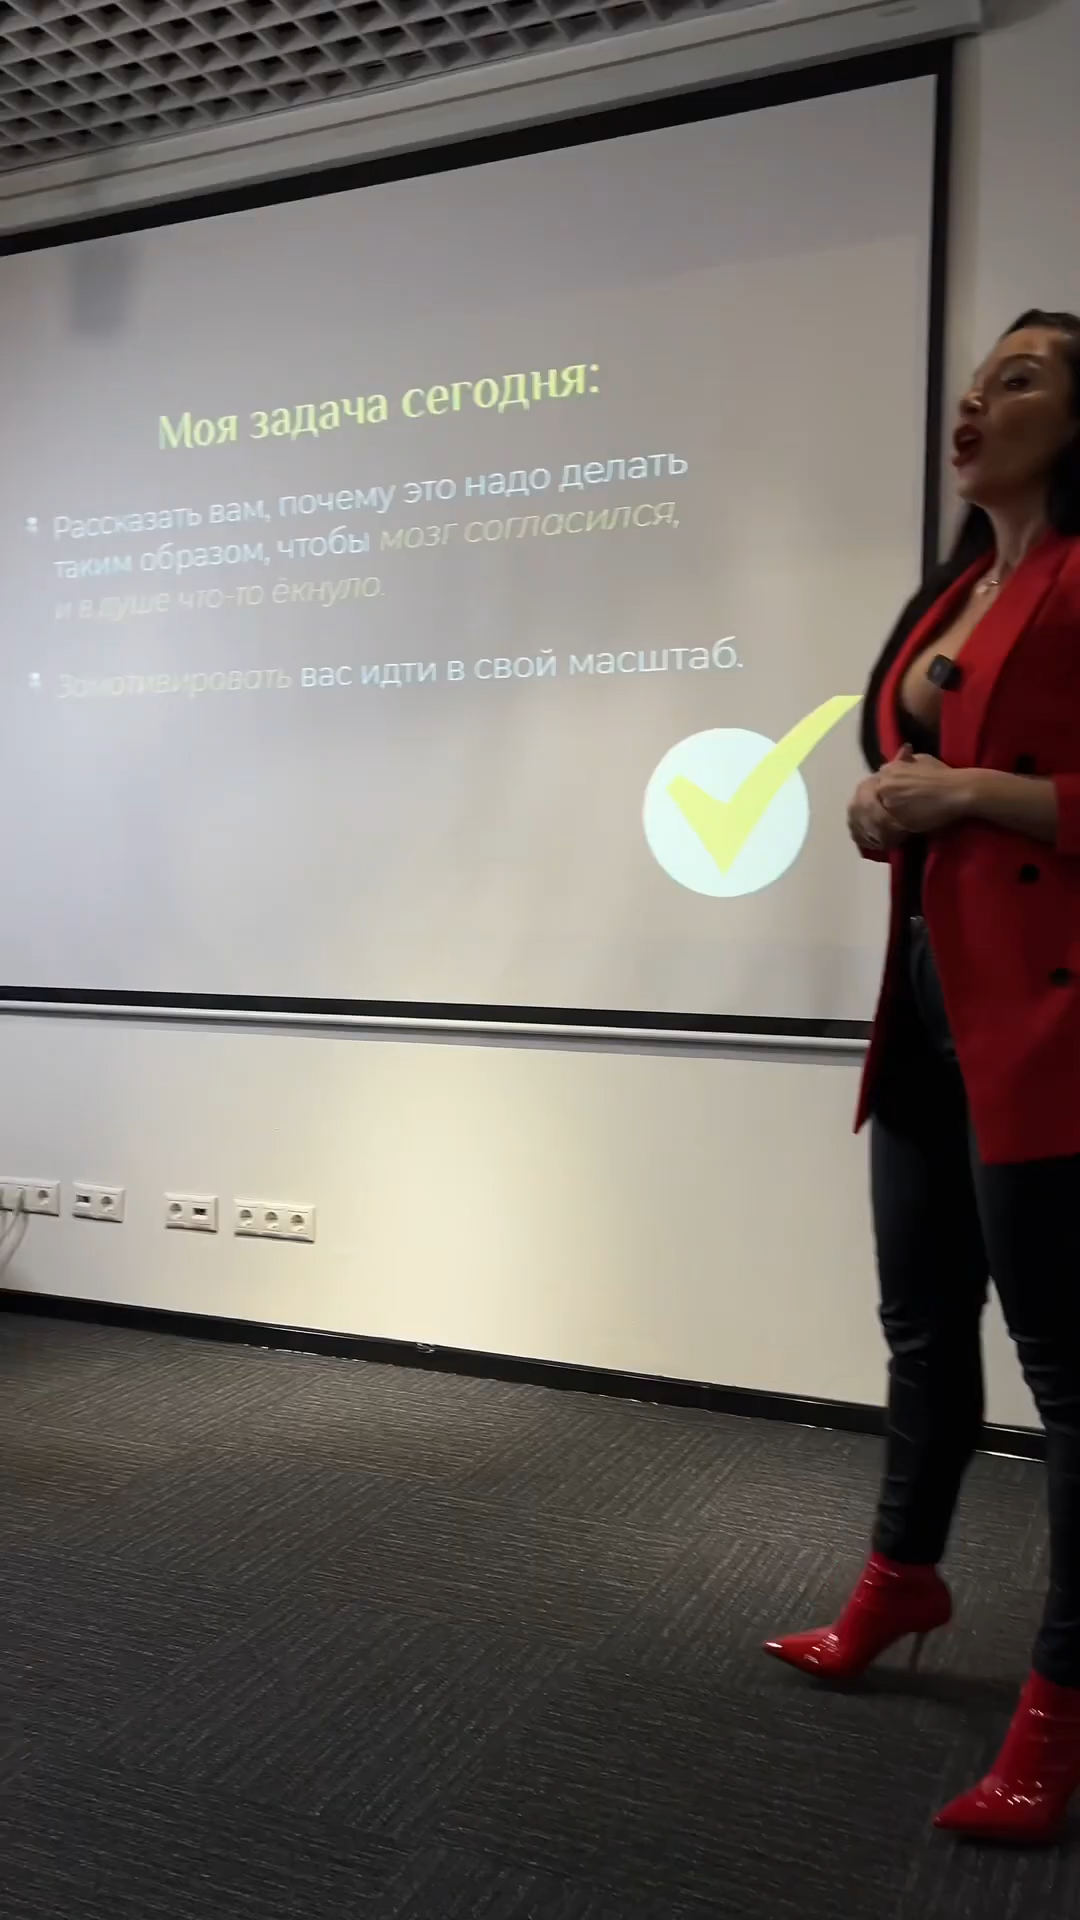 Моя задача сегодня:
Рассказать вам, почему это надо делать
таким образом, чтобы мозг согласился,
и в душе что-то ёкнуло.
Замотивировать вас идти в свой масштаб.